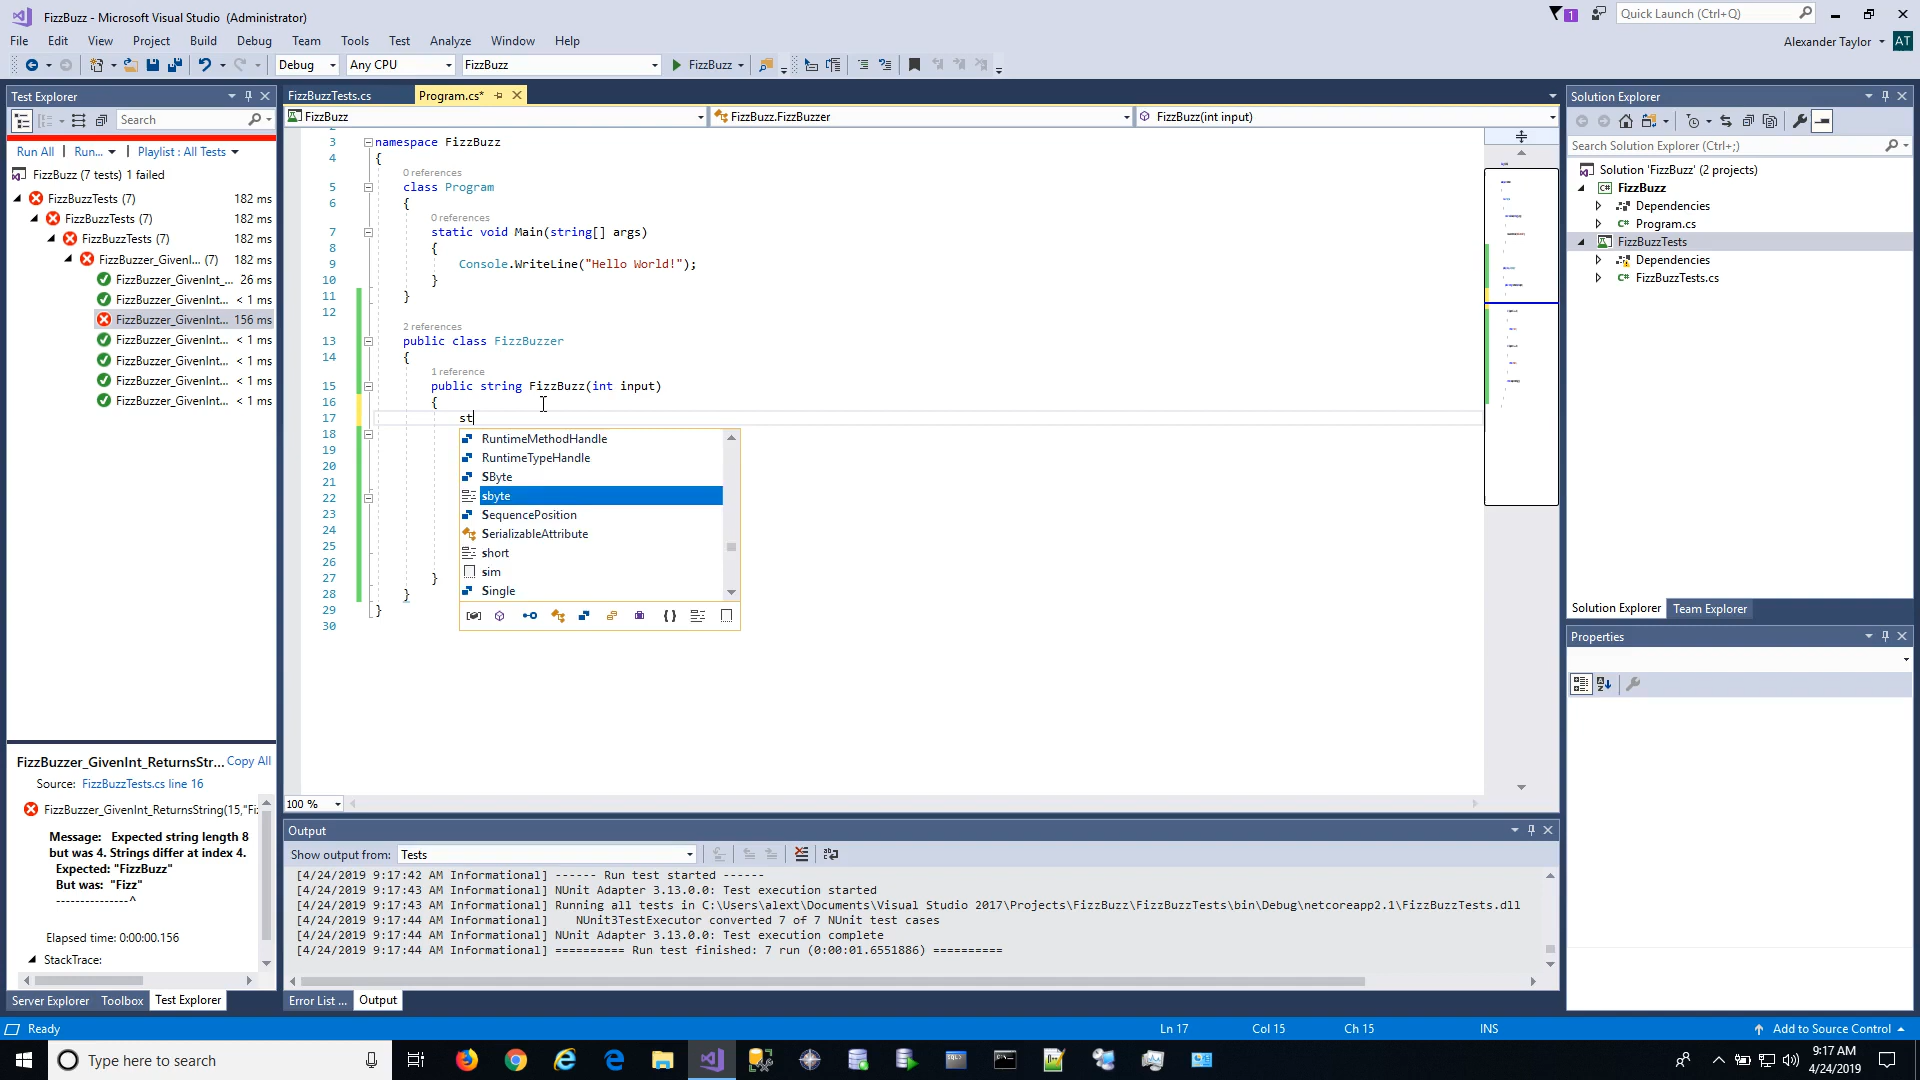 FizzBuzz - Microsoft Visual Studio (Administrator)
1
Quick Launch (Ctrl+Q)
File Edit View Project Build Debug Team Tools Test Analyze Window Help
Alexander Taylor AT
Debug Any CPU FizzBuzz FizzBuzz
Test Explorer
Search
Run All Run... Playlist : All Tests
FizzBuzz (7 tests) 1 failed
FizzBuzzTests (7) 182 ms
FizzBuzzTests (7) 182 ms
FizzBuzzTests (7) 182 ms
FizzBuzzer_GivenI... (7) 182 ms
FizzBuzzer_GivenInt_... 26 ms
FizzBuzzer_GivenInt... < 1 ms
FizzBuzzer_GivenInt... 156 ms
FizzBuzzer_GivenInt... < 1 ms
FizzBuzzer_GivenInt... < 1 ms
FizzBuzzer_GivenInt... < 1 ms
FizzBuzzer_GivenInt... < 1 ms
FizzBuzzer_GivenInt_ReturnsStr... Copy All
Source: FizzBuzzTests.cs line 16
FizzBuzzer_GivenInt_ReturnsString(15,"Fi
Message: Expected string length 8
but was 4. Strings differ at index 4.
Expected: "FizzBuzz"
But was: "Fizz"
---------------^
Elapsed time: 0:00:00.156
StackTrace:
Server Explorer Toolbox Test Explorer
FizzBuzzTests.cs Program.cs*
FizzBuzz FizzBuzz.FizzBuzzer FizzBuzz(int input)
3 namespace FizzBuzz
4 {
0 references
5 class Program
6 {
0 references
7 static void Main(string[] args)
8 {
9 Console.WriteLine("Hello World!");
10 }
11 }
12
2 references
13 public class FizzBuzzer
14 {
1 reference
15 public string FizzBuzz(int input)
16 {
17 st
18
19
20
21
22
23
24
25
26
27 }
28 }
29 }
30
RuntimeMethodHandle
RuntimeTypeHandle
SByte
sbyte
SequencePosition
SerializableAttribute
short
sim
Single
100 %
Output
Show output from: Tests
[4/24/2019 9:17:42 AM Informational] ------ Run test started ------
[4/24/2019 9:17:43 AM Informational] NUnit Adapter 3.13.0.0: Test execution started
[4/24/2019 9:17:43 AM Informational] Running all tests in C:\Users\alext\Documents\Visual Studio 2017\Projects\FizzBuzz\FizzBuzzTests\bin\Debug\netcoreapp2.1\FizzBuzzTests.dll
[4/24/2019 9:17:44 AM Informational] NUnit3TestExecutor converted 7 of 7 NUnit test cases
[4/24/2019 9:17:44 AM Informational] NUnit Adapter 3.13.0.0: Test execution complete
[4/24/2019 9:17:44 AM Informational] ========== Run test finished: 7 run (0:00:01.6551886) ==========
Error List ... Output
Solution Explorer
Search Solution Explorer (Ctrl+;)
Solution 'FizzBuzz' (2 projects)
FizzBuzz
Dependencies
C# Program.cs
FizzBuzzTests
Dependencies
C# FizzBuzzTests.cs
Solution Explorer Team Explorer
Properties
Ready Ln 17 Col 15 Ch 15 INS Add to Source Control
Type here to search
9:17 AM
4/24/2019